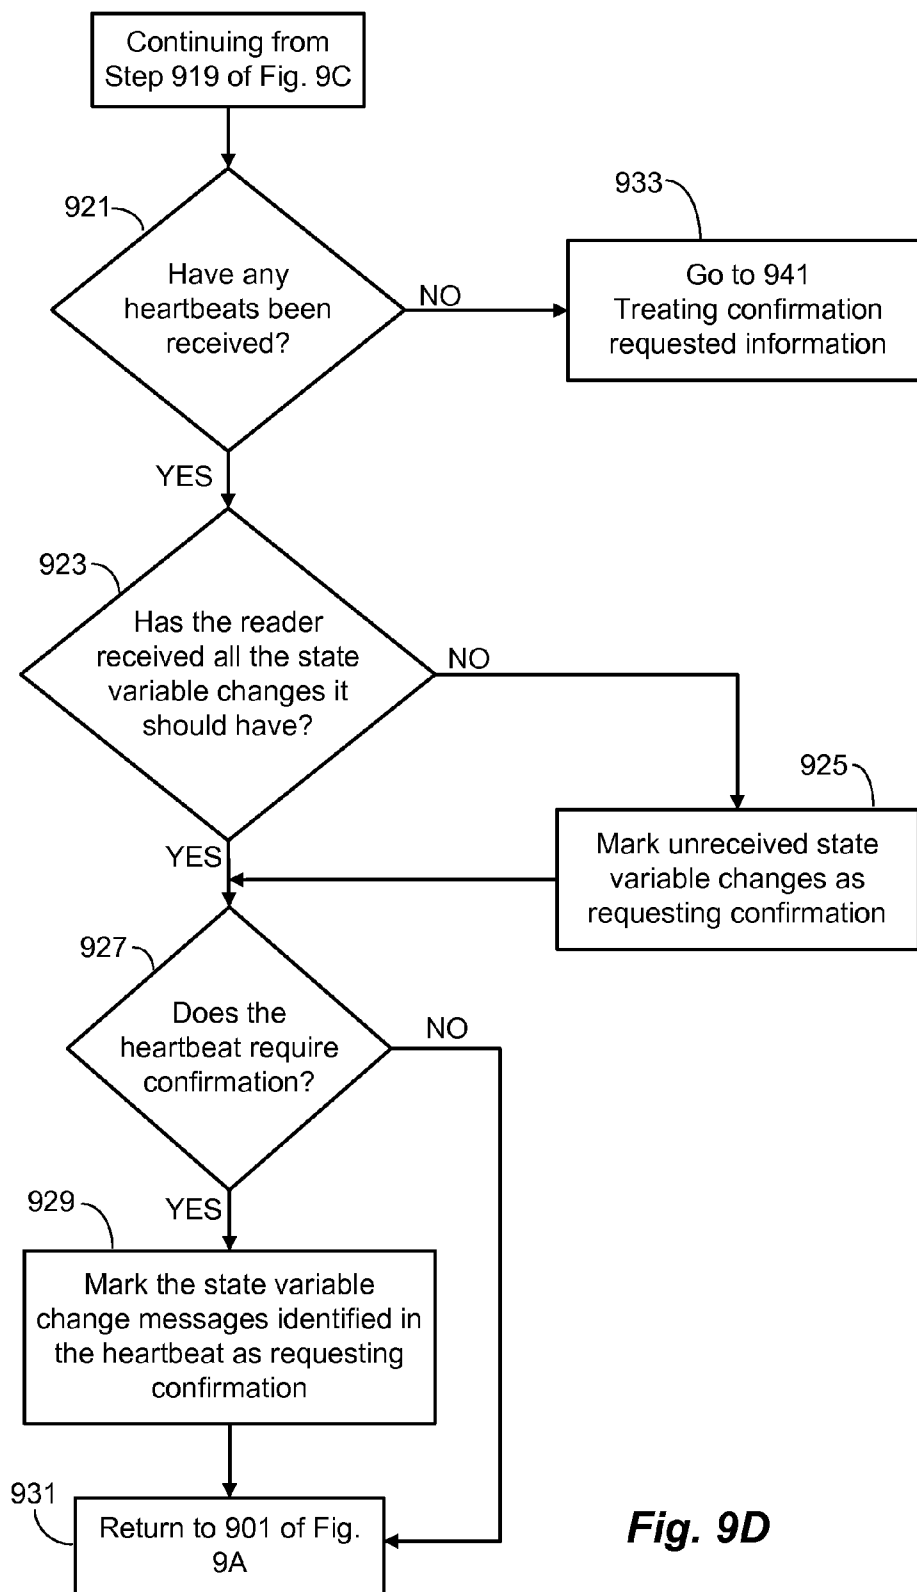 Continuing from
Step 919 of Fig. 9C
933
921
Go to 941
Treating confirmation
requested information
Have any
heartbeats been
received?
NO
YES
923
Has the reader
received all the state
variable changes it
should have?
NO
925
Mark unreceived state
variable changes as
requesting confirmation
YES
927
Does the
heartbeat require
confirmation?
NO
YES
929
Mark the state variable
change messages identified in
the heartbeat as requesting
confirmation
931
Return to 901 of Fig.
9A
Fig. 9D